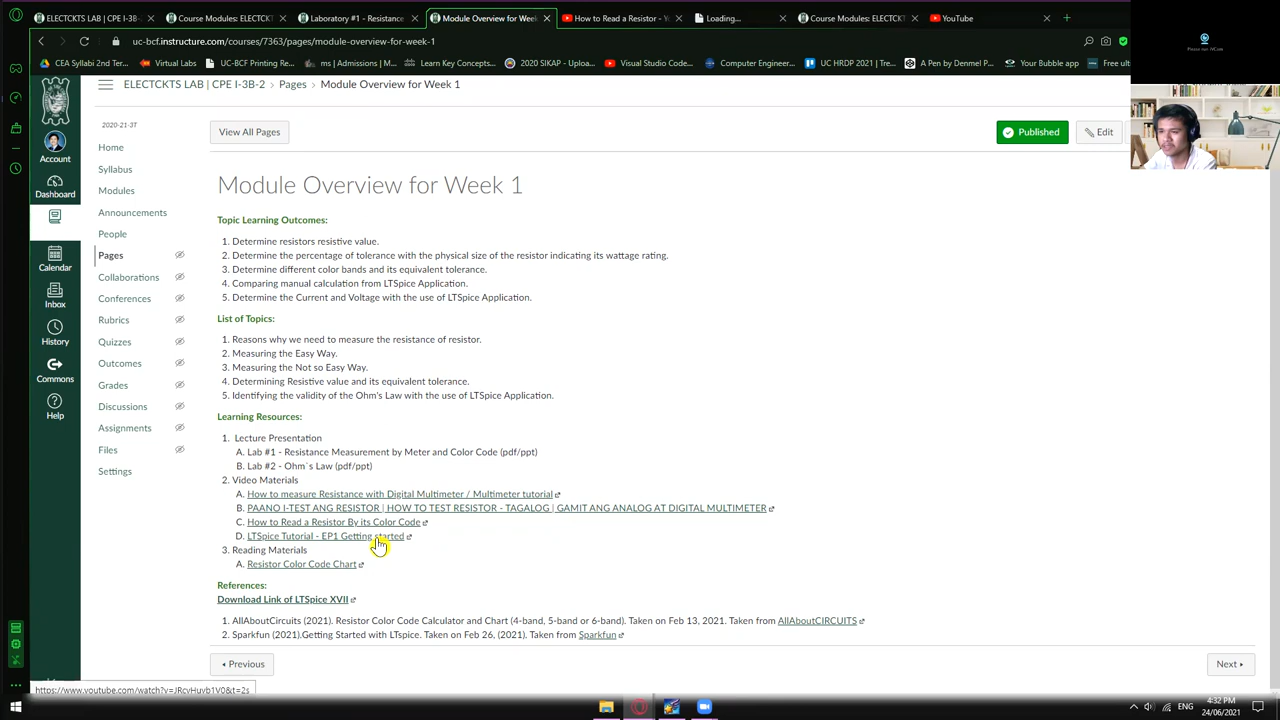 ELECTCKTS LAB | CPE I-3B-2
Course Modules: ELECTCKT
Laboratory #1 - Resistance
Module Overview for Week
How to Read a Resistor - Yo
Loading...
Course Modules: ELECTCKT
YouTube
uc-bcf.instructure.com/courses/7363/pages/module-overview-for-week-1
CEA Syllabi 2nd Ter...
Virtual Labs
UC-BCF Printing Re...
ms | Admissions | M...
Learn Key Concepts...
2020 SIKAP - Uploa...
Visual Studio Code...
Computer Engineer...
UC HRDP 2021 | Tr...
A Pen by Denmel P...
Your Bubble app
Free ult
ELECTCKTS LAB | CPE I-3B-2 › Pages › Module Overview for Week 1
2020-21-3T
Home
Syllabus
Modules
Announcements
People
Pages
Collaborations
Conferences
Rubrics
Quizzes
Outcomes
Grades
Discussions
Assignments
Files
Settings
Account
Dashboard
Calendar
Inbox
History
Commons
Help
View All Pages
Published
Edit
Module Overview for Week 1
Topic Learning Outcomes:
1. Determine resistors resistive value.
2. Determine the percentage of tolerance with the physical size of the resistor indicating its wattage rating.
3. Determine different color bands and its equivalent tolerance.
4. Comparing manual calculation from LTSpice Application.
5. Determine the Current and Voltage with the use of LTSpice Application.
List of Topics:
1. Reasons why we need to measure the resistance of resistor.
2. Measuring the Easy Way.
3. Measuring the Not so Easy Way.
4. Determining Resistive value and its equivalent tolerance.
5. Identifying the validity of the Ohm's Law with the use of LTSpice Application.
Learning Resources:
1. Lecture Presentation
A. Lab #1 - Resistance Measurement by Meter and Color Code (pdf/ppt)
B. Lab #2 - Ohm`s Law (pdf/ppt)
2. Video Materials
A. How to measure Resistance with Digital Multimeter / Multimeter tutorial
B. PAANO I-TEST ANG RESISTOR | HOW TO TEST RESISTOR - TAGALOG | GAMIT ANG ANALOG AT DIGITAL MULTIMETER
C. How to Read a Resistor By its Color Code
D. LTSpice Tutorial - EP1 Getting started
3. Reading Materials
A. Resistor Color Code Chart
References:
Download Link of LTSpice XVII
1. AllAboutCircuits (2021). Resistor Color Code Calculator and Chart (4-band, 5-band or 6-band). Taken on Feb 13, 2021. Taken from AllAboutCIRCUITS
2. Sparkfun (2021).Getting Started with LTspice. Taken on Feb 26, (2021). Taken from Sparkfun
Previous
Next
https://www.youtube.com/watch?v=JRcyHuyb1V0&t=2s
ENG
4:32 PM
24/06/2021